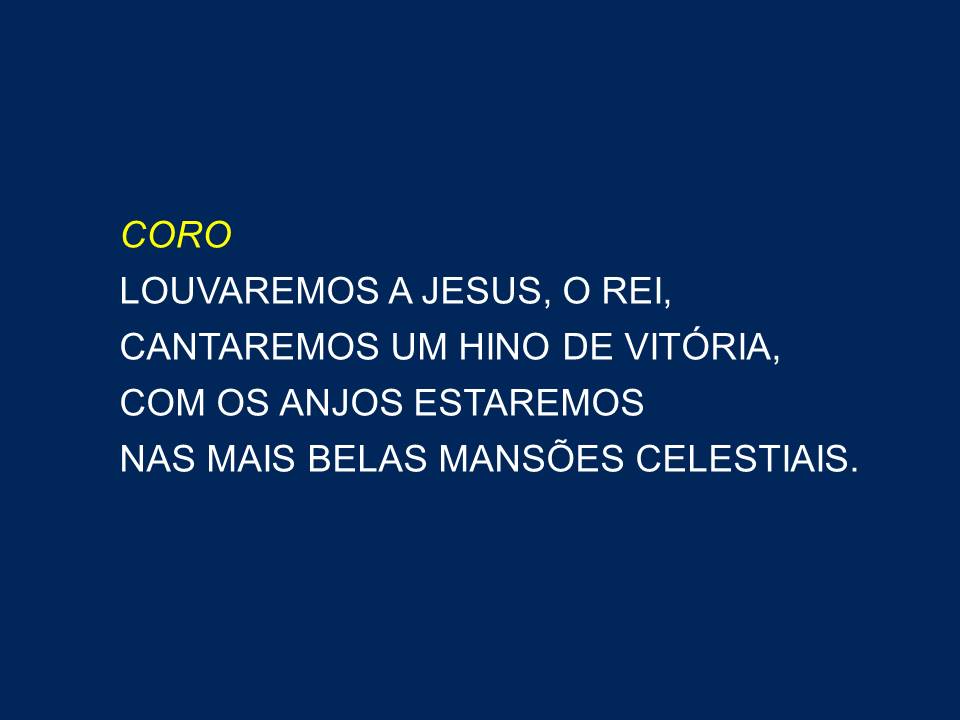 CORO
LOUVAREMOS A JESUS, O REI,
CANTAREMOS UM HINO DE VITÓRIA,
COM OS ANJOS ESTAREMOS
NAS MAIS BELAS MANSÕES CELESTIAIS.